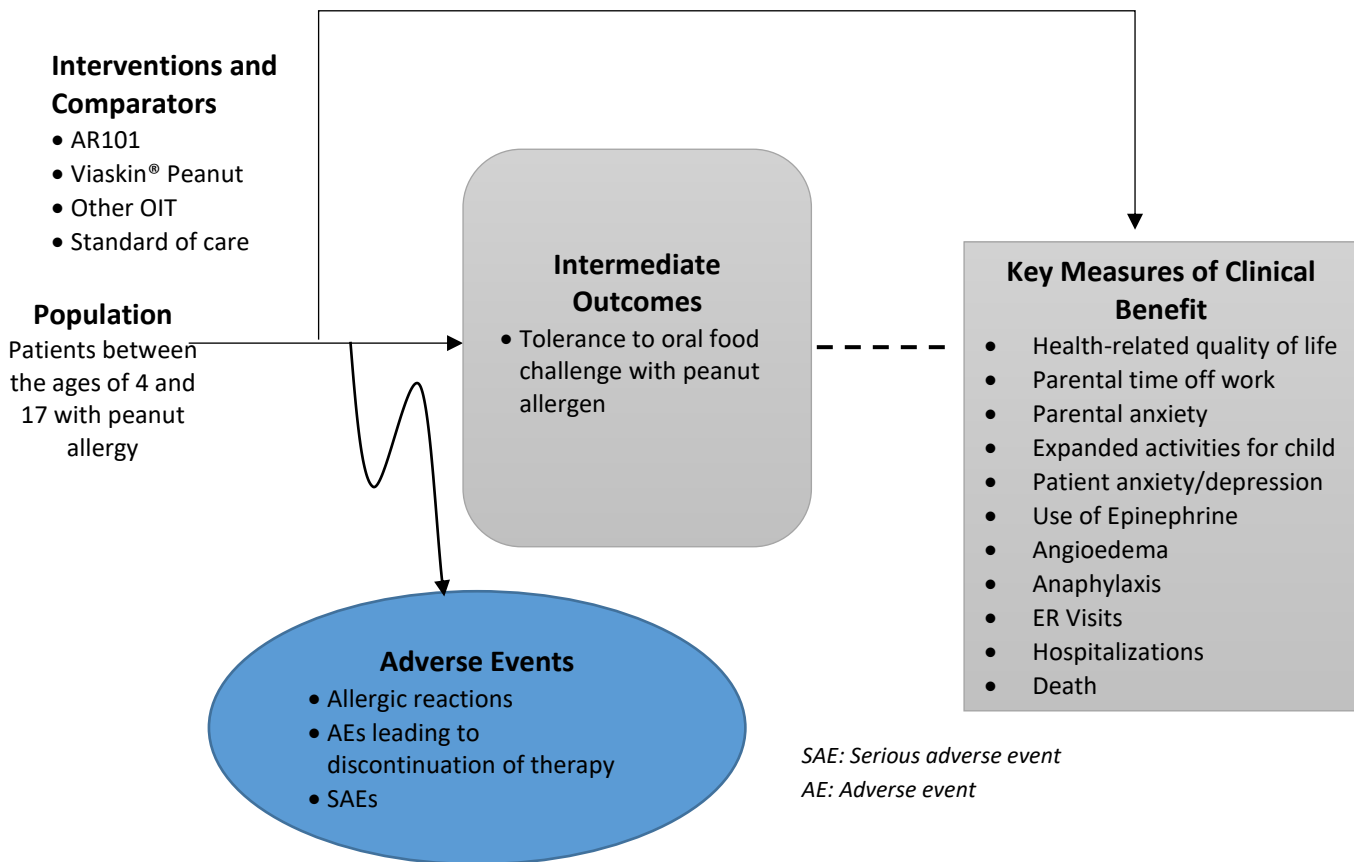 Interventions and
Comparators
• AR101
• Viaskin® Peanut
• Other OIT
• Standard of care
Population
Patients between
the ages of 4 and
17 with peanut
allergy
Intermediate
Outcomes
• Tolerance to oral food
challenge with peanut
allergen
Key Measures of Clinical
Benefit
• Health-related quality of life
• Parental time off work
• Parental anxiety
• Expanded activities for child
• Patient anxiety/depression
• Use of Epinephrine
• Angioedema
• Anaphylaxis
• ER Visits
• Hospitalizations
• Death
Adverse Events
• Allergic reactions
• AEs leading to
discontinuation of therapy
• SAEs
SAE: Serious adverse event
AE: Adverse event